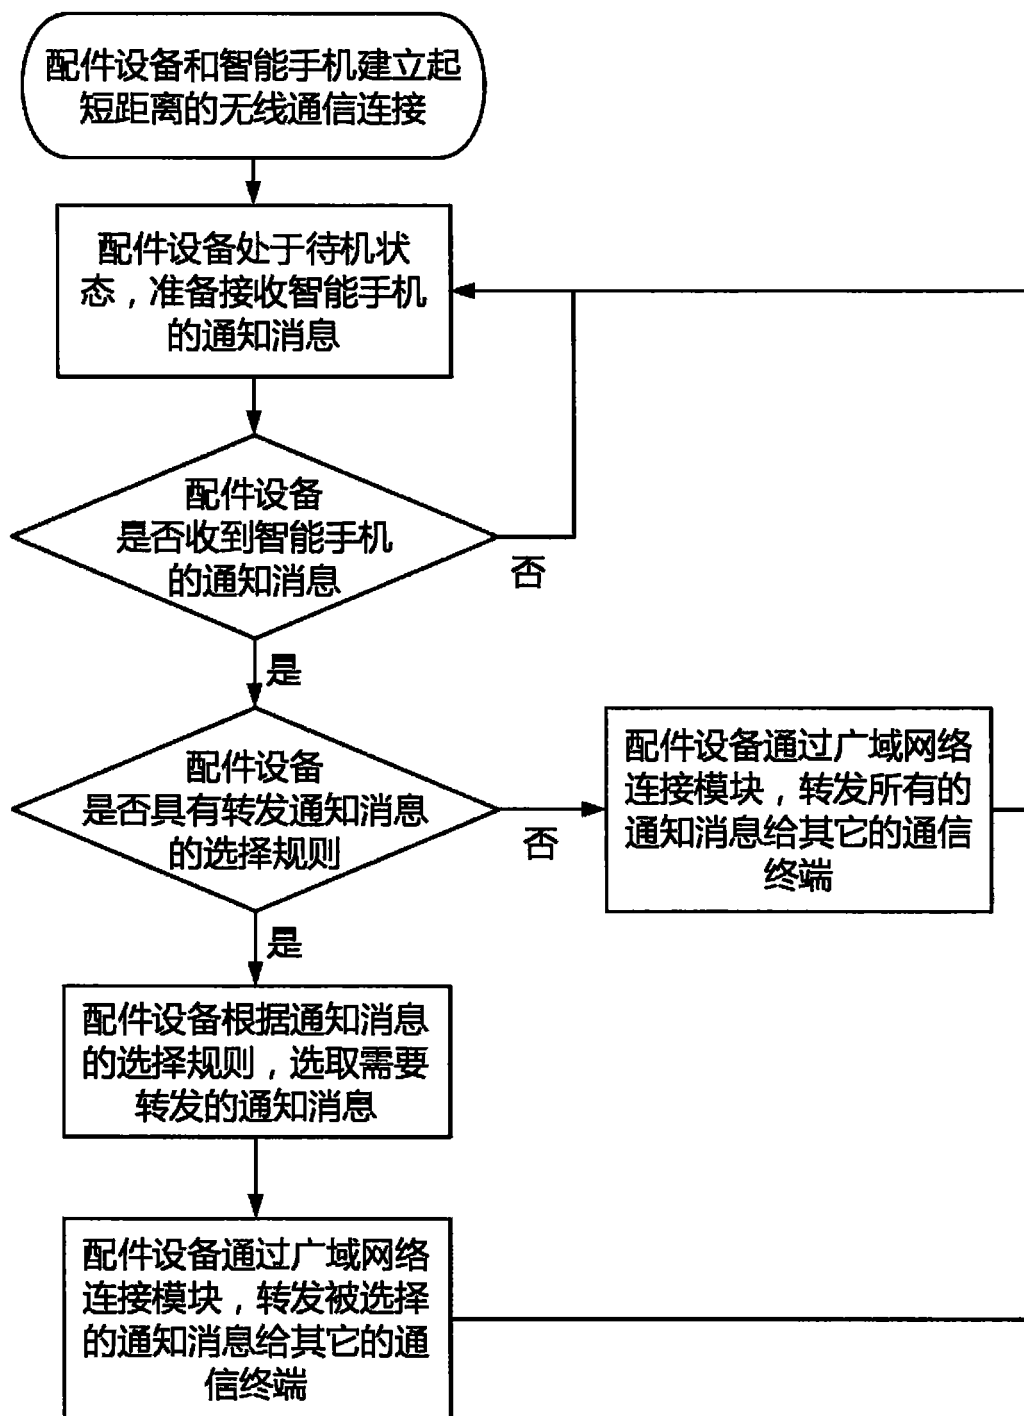 配件设备和智能手机建立起
短距离的无线通信连接
配件设备处于待机状
态，准备接收智能手机
的通知消息
配件设备
是否收到智能手机
的通知消息
否
是
配件设备
是否具有转发通知消息
的选择规则
否
配件设备通过广域网络
连接模块，转发所有的
通知消息给其它的通信
终端
是
配件设备根据通知消息
的选择规则，选取需要
转发的通知消息
配件设备通过广域网络
连接模块，转发被选择
的通知消息给其它的通
信终端